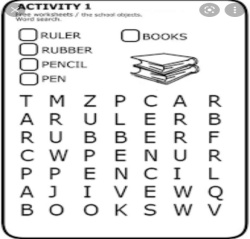 ACTIVITY 1
Free worksheets / the school objects.
Word search.
RULER
BOOKS
RUBBER
PENCIL
PEN
T M Z P C A R
A R U L E R B
R U B B E R F
C W P E N U R
P P E N C I L
A J I V E W Q
B O O K S W V